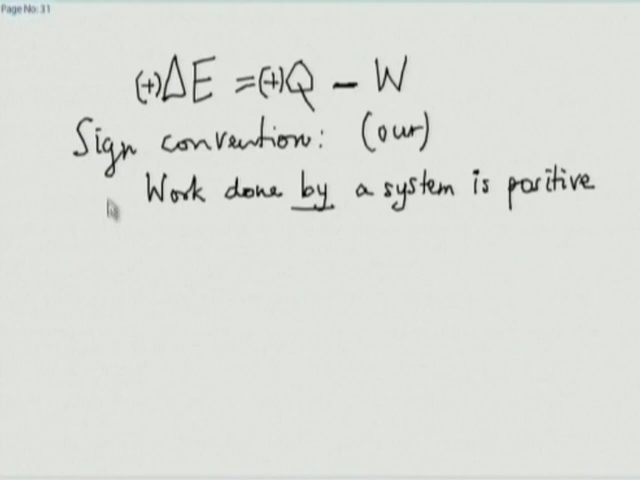 Page No: 31
(+)ΔE = (+)Q − W
Sign convention: (our)
Work done by a system is positive